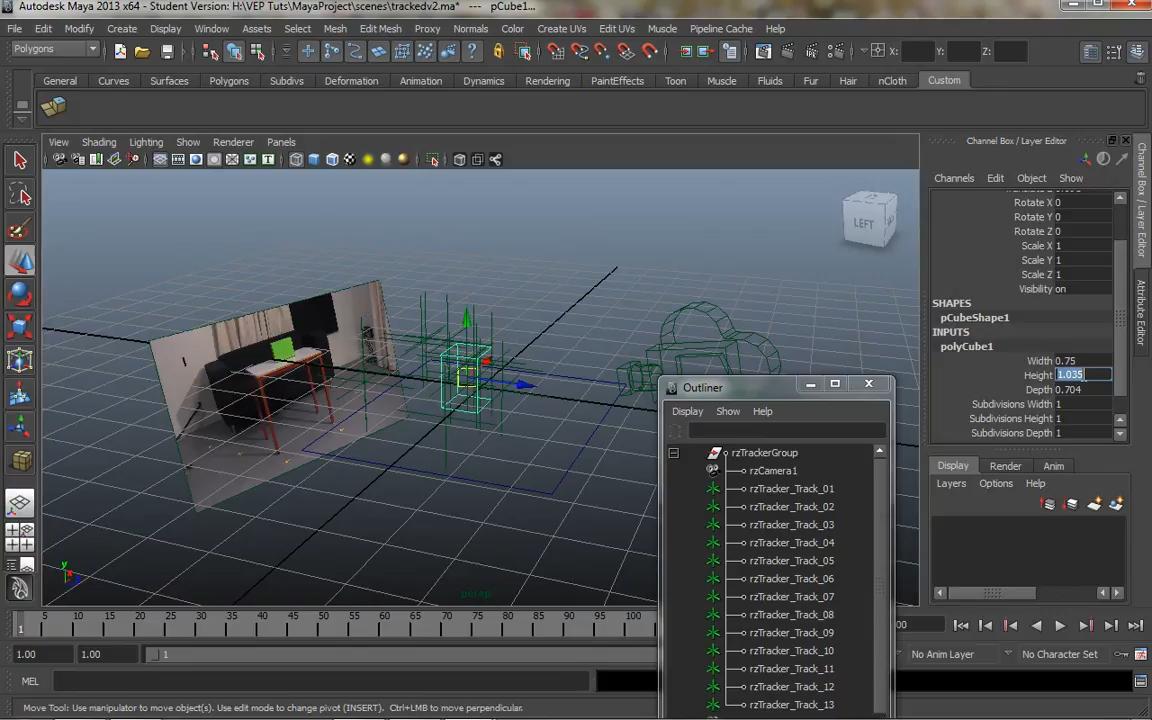 Autodesk Maya 2013 x64 - Student Version: H:\VEP Tuts\MayaProject\scenes\trackedv2.ma* --- pCube1...
File Edit Modify Create Display Window Assets Select Mesh Edit Mesh Proxy Normals Color Create UVs Edit UVs Muscle Pipeline Cache Help
Polygons X: Y: Z:
General Curves Surfaces Polygons Subdivs Deformation Animation Dynamics Rendering PaintEffects Toon Muscle Fluids Fur Hair nCloth Custom
View Shading Lighting Show Renderer Panels
LEFT
persp
y
Channel Box / Layer Editor
Channels Edit Object Show
Rotate X 0
Rotate Y 0
Rotate Z 0
Scale X 1
Scale Y 1
Scale Z 1
Visibility on
SHAPES
pCubeShape1
INPUTS
polyCube1
Width 0.75
Height 1.035
Depth 0.704
Subdivisions Width 1
Subdivisions Height 1
Subdivisions Depth 1
Display Render Anim
Layers Options Help
Channel Box / Layer Editor
Attribute Editor
Outliner
Display Show Help
rzTrackerGroup
rzCamera1
rzTracker_Track_01
rzTracker_Track_02
rzTracker_Track_03
rzTracker_Track_04
rzTracker_Track_05
rzTracker_Track_06
rzTracker_Track_07
rzTracker_Track_08
rzTracker_Track_09
rzTracker_Track_10
rzTracker_Track_11
rzTracker_Track_12
rzTracker_Track_13
1 5 10 15 20 25 30 35 40 45 50 55 60 65 70 75 80 85 90 95 100
1.00 1.00 1
No Anim Layer No Character Set
MEL
Move Tool: Use manipulator to move object(s). Use edit mode to change pivot (INSERT). Ctrl+LMB to move perpendicular.